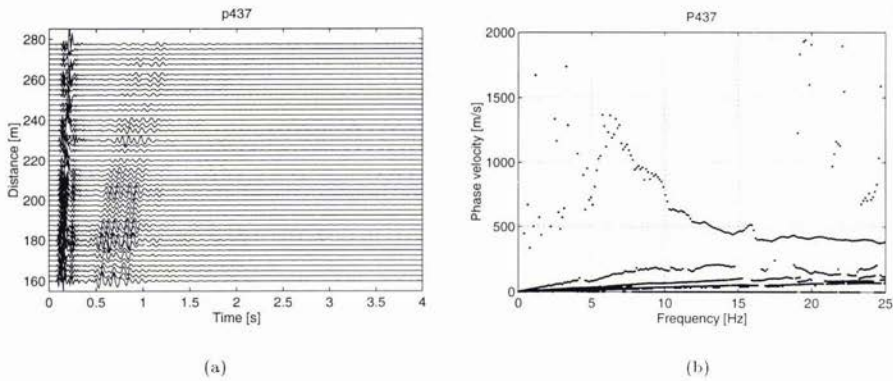 p437
280
260
240
220
200
180
160
Distance [m]
0 0.5 1 1.5 2 2.5 3 3.5 4
Time [s]
(a)
P437
2000
1500
1000
500
0
Phase velocity [m/s]
0 5 10 15 20 25
Frequency [Hz]
(b)